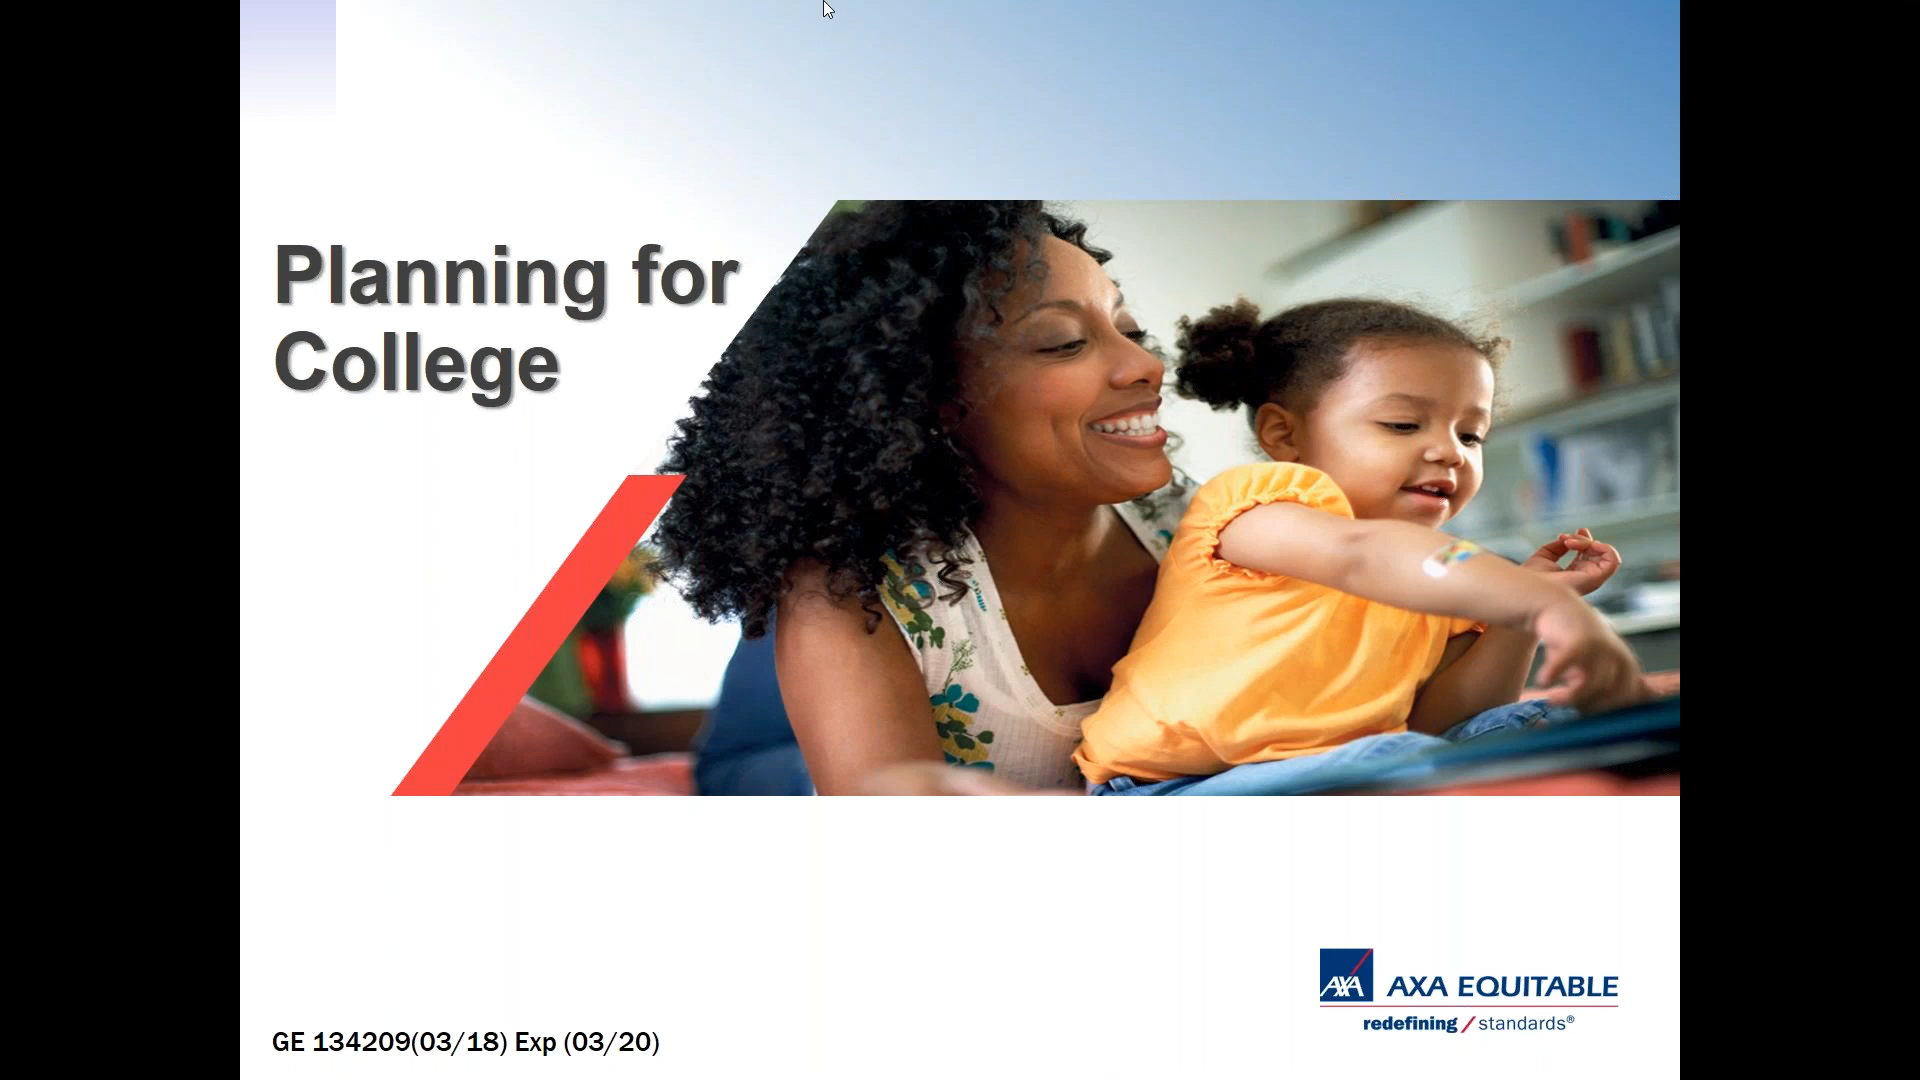 Planning for
College
AXA AXA EQUITABLE
redefining / standards®
GE 134209(03/18) Exp (03/20)